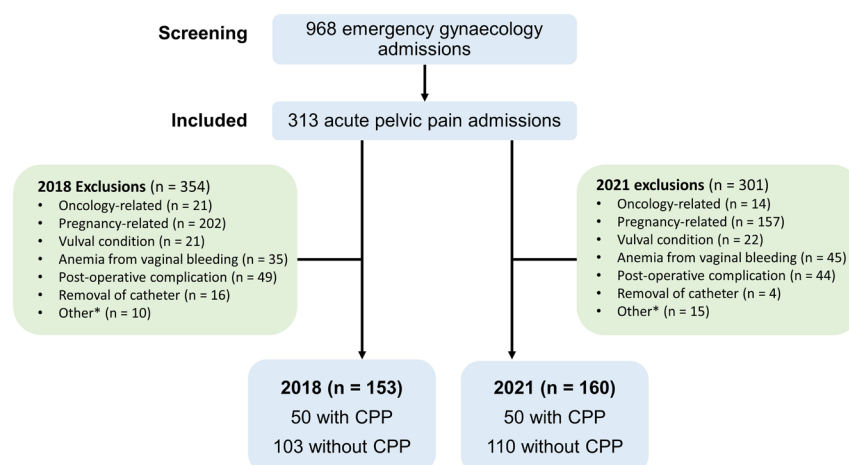 Screening
968 emergency gynaecology
admissions
Included
313 acute pelvic pain admissions
2018 Exclusions (n = 354)
• Oncology-related (n = 21)
• Pregnancy-related (n = 202)
• Vulval condition (n = 21)
• Anemia from vaginal bleeding (n = 35)
• Post-operative complication (n = 49)
• Removal of catheter (n = 16)
• Other* (n = 10)
2021 exclusions (n = 301)
• Oncology-related (n = 14)
• Pregnancy-related (n = 157)
• Vulval condition (n = 22)
• Anemia from vaginal bleeding (n = 45)
• Post-operative complication (n = 44)
• Removal of catheter (n = 4)
• Other* (n = 15)
2018 (n = 153)
50 with CPP
103 without CPP
2021 (n = 160)
50 with CPP
110 without CPP